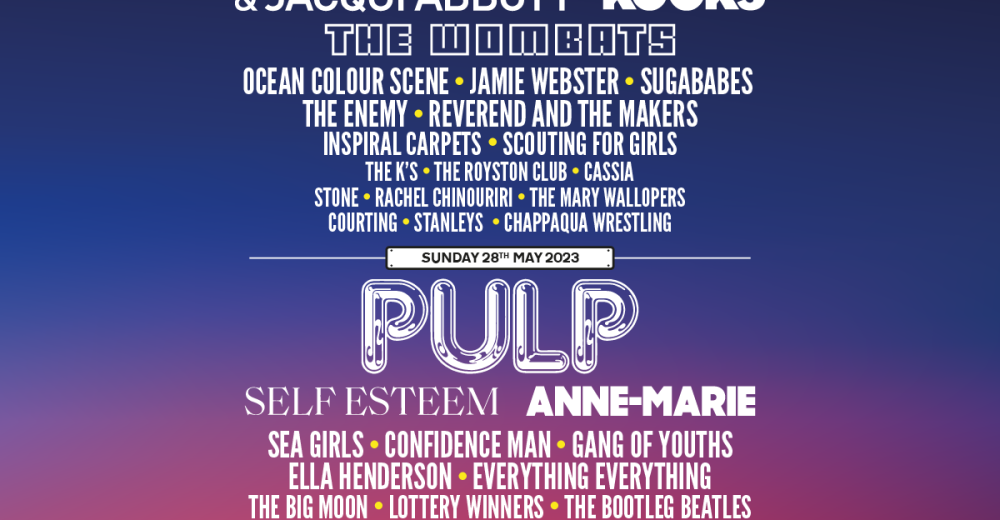 & JACQUI ABBOTT KOOKS
THE WOMBATS
OCEAN COLOUR SCENE • JAMIE WEBSTER • SUGABABES
THE ENEMY • REVEREND AND THE MAKERS
INSPIRAL CARPETS • SCOUTING FOR GIRLS
THE K'S • THE ROYSTON CLUB • CASSIA
STONE • RACHEL CHINOURIRI • THE MARY WALLOPERS
COURTING • STANLEYS • CHAPPAQUA WRESTLING
SUNDAY 28TH MAY 2023
PULP
SELF ESTEEM ANNE-MARIE
SEA GIRLS • CONFIDENCE MAN • GANG OF YOUTHS
ELLA HENDERSON • EVERYTHING EVERYTHING
THE BIG MOON • LOTTERY WINNERS • THE BOOTLEG BEATLES